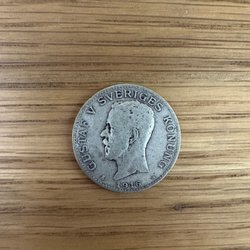 GUSTAF V SVERIGES KONUNG